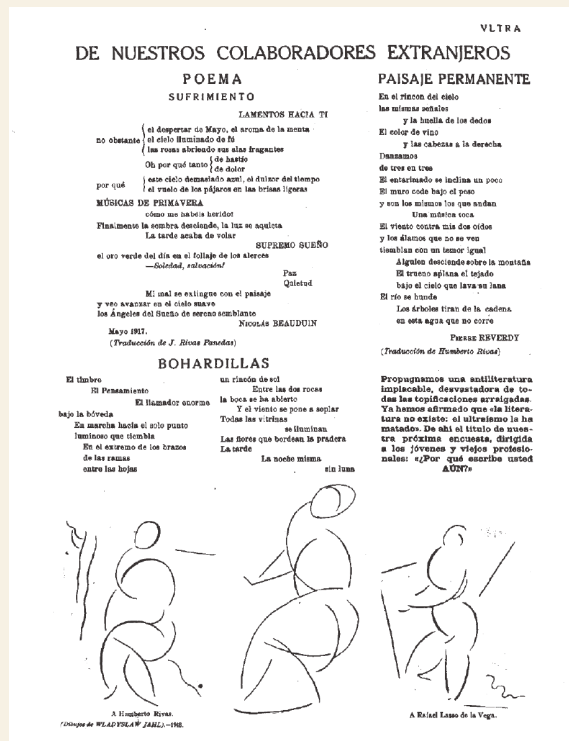 VLTRA
DE NUESTROS COLABORADORES EXTRANJEROS
POEMA
SUFRIMIENTO
LAMENTOS HACIA TI
no obstante
el despertar de Mayo, el aroma de la menta
el cielo iluminado de fé
las rosas abriendo sus alas fragantes
Oh por qué tanto
de hastío
de dolor
por qué
este cielo demasiado azul, el dulzor del tiempo
el vuelo de los pájaros en las brisas ligeras
MÚSICAS DE PRIMAVERA
cómo me habéis herido!
Finalmente la sombra desciende, la luz se aquieta
La tarde acaba de volar
SUPREMO SUEÑO
el oro verde del día en el follaje de los alerces
—Soledad, salvación!
Paz
Quietud
Mi mal se extingue con el paisaje
y veo avanzar en el cielo suave
los Ángeles del Sueño de sereno semblante
NICOLÁS BEAUDUIN
Mayo 1917.
(Traducción de J. Rivas Panedas)
BOHARDILLAS
El timbre
El Pensamiento
El llamador enorme
bajo la bóveda
En marcha hacia el solo punto
luminoso que tiembla
En el extremo de los brazos
de las ramas
entre las hojas
un rincón de sol
Entre las dos rocas
la boca se ha abierto
Y el viento se pone a soplar
Todas las vitrinas
se iluminan
Las flores que bordean la pradera
La tarde
La noche misma
sin luna
PAISAJE PERMANENTE
En el rincon del cielo
las mismas señales
y la huella de los dedos
El color de vino
y las cabezas a la derecha
Danzamos
de tres en tres
El entarimado se inclina un poco
El muro cede bajo el peso
y son los mismos los que andan
Una música toca
El viento contra mis dos oídos
y los álamos que no se ven
tiemblan con un temor igual
Alguien desciende sobre la montaña
El trueno aplana el tejado
bajo el cielo que lava su lana
El río se hunde
Los árboles tiran de la cadena
en esta agua que no corre
PIERRE REVERDY
(Traducción de Humberto Rivas)
Propugnamos una antiliteratura
implacable, desvastadora de to-
das las topificaciones arraigadas.
Ya hemos afirmado que «la litera-
tura no existe: el ultraísmo la ha
matado». De ahí el título de nues-
tra próxima encuesta, dirigida
a los jóvenes y viejos profesio-
nales: «¿Por qué escribe usted
AÚN?»
A Humberto Rivas.
(Dibujos de WLADYSLAW JAHL).—
A Rafael Lasso de la Vega.